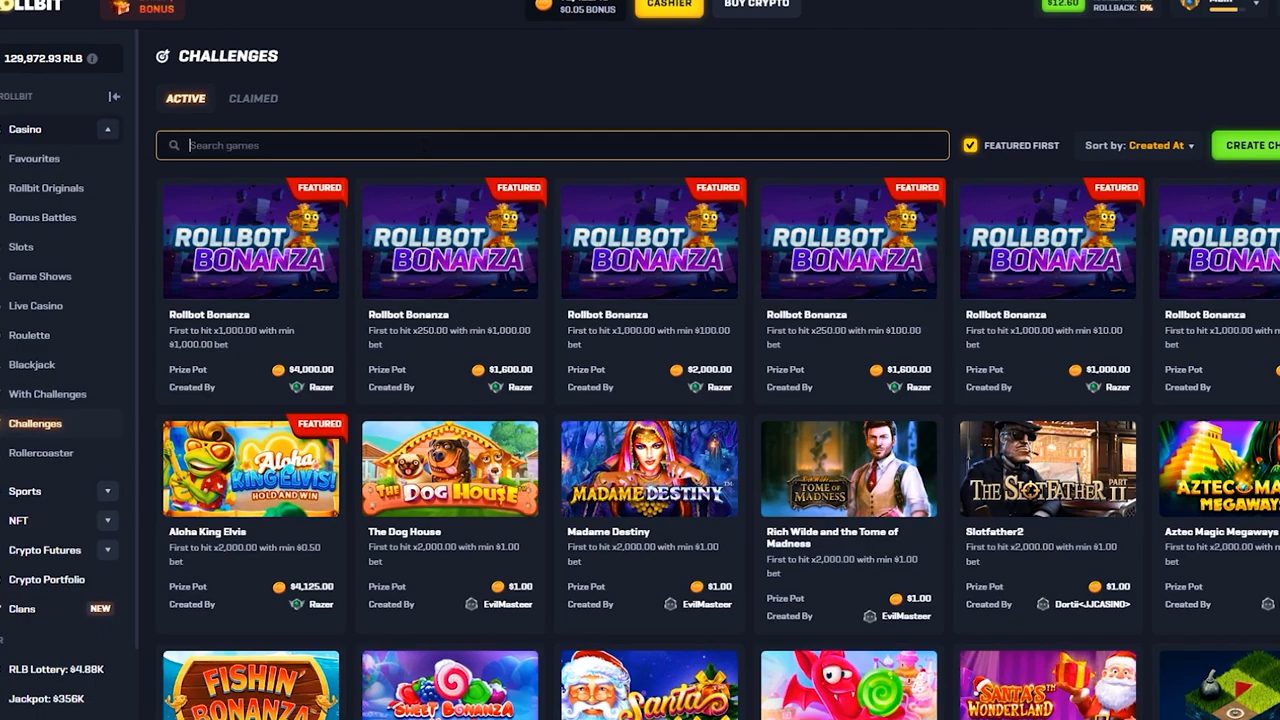 ROLLBIT
BONUS
$0.05 BONUS
CASHIER
BUY CRYPTO
$12.60
ROLLBACK: 0%
129,972.93 RLB
ROLLBIT
Casino
Favourites
Rollbit Originals
Bonus Battles
Slots
Game Shows
Live Casino
Roulette
Blackjack
With Challenges
Challenges
Rollercoaster
Sports
NFT
Crypto Futures
Crypto Portfolio
Clans
NEW
RLB Lottery: $4.88K
Jackpot: $356K
CHALLENGES
ACTIVE
CLAIMED
Search games
FEATURED FIRST
Sort by: Created At
CREATE CH
FEATURED
ROLLBOT
BONANZA
Rollbot Bonanza
First to hit x1,000.00 with min
$1,000.00 bet
Prize Pot
$4,000.00
Created By
Razer
FEATURED
ROLLBOT
BONANZA
Rollbot Bonanza
First to hit x250.00 with min $1,000.00
bet
Prize Pot
$1,600.00
Created By
Razer
FEATURED
ROLLBOT
BONANZA
Rollbot Bonanza
First to hit x1,000.00 with min $100.00
bet
Prize Pot
$2,000.00
Created By
Razer
FEATURED
ROLLBOT
BONANZA
Rollbot Bonanza
First to hit x250.00 with min $100.00
bet
Prize Pot
$1,600.00
Created By
Razer
FEATURED
ROLLBOT
BONANZA
Rollbot Bonanza
First to hit x1,000.00 with min $10.00
bet
Prize Pot
$1,000.00
Created By
Razer
ROLLBO
BONAN
Rollbot Bonanza
First to hit x1,000.00 with m
bet
Prize Pot
Created By
FEATURED
Aloha
KING ELVIS!
HOLD AND WIN
Aloha King Elvis
First to hit x2,000.00 with min $0.50
bet
Prize Pot
$4,125.00
Created By
Razer
THE DOG HOUSE
The Dog House
First to hit x2,000.00 with min $1.00
bet
Prize Pot
$1.00
Created By
EvilMasteer
MADAME DESTINY
Madame Destiny
First to hit x2,000.00 with min $1.00
bet
Prize Pot
$1.00
Created By
EvilMasteer
TOME OF
MADNESS
Rich Wilde and the Tome of
Madness
First to hit x2,000.00 with min $1.00
bet
Prize Pot
$1.00
Created By
EvilMasteer
THE SLOTFATHER PART II
Slotfather2
First to hit x2,000.00 with min $1.00
bet
Prize Pot
$1.00
Created By
Dortii<JJCASINO>
AZTEC MA
MEGAWAYS
Aztec Magic Megaways
First to hit x2,000.00 with m
bet
Prize Pot
Created By
FISHIN'
BONANZA
SWEET BONANZA
Santa
SANTA'S
WONDERLAND